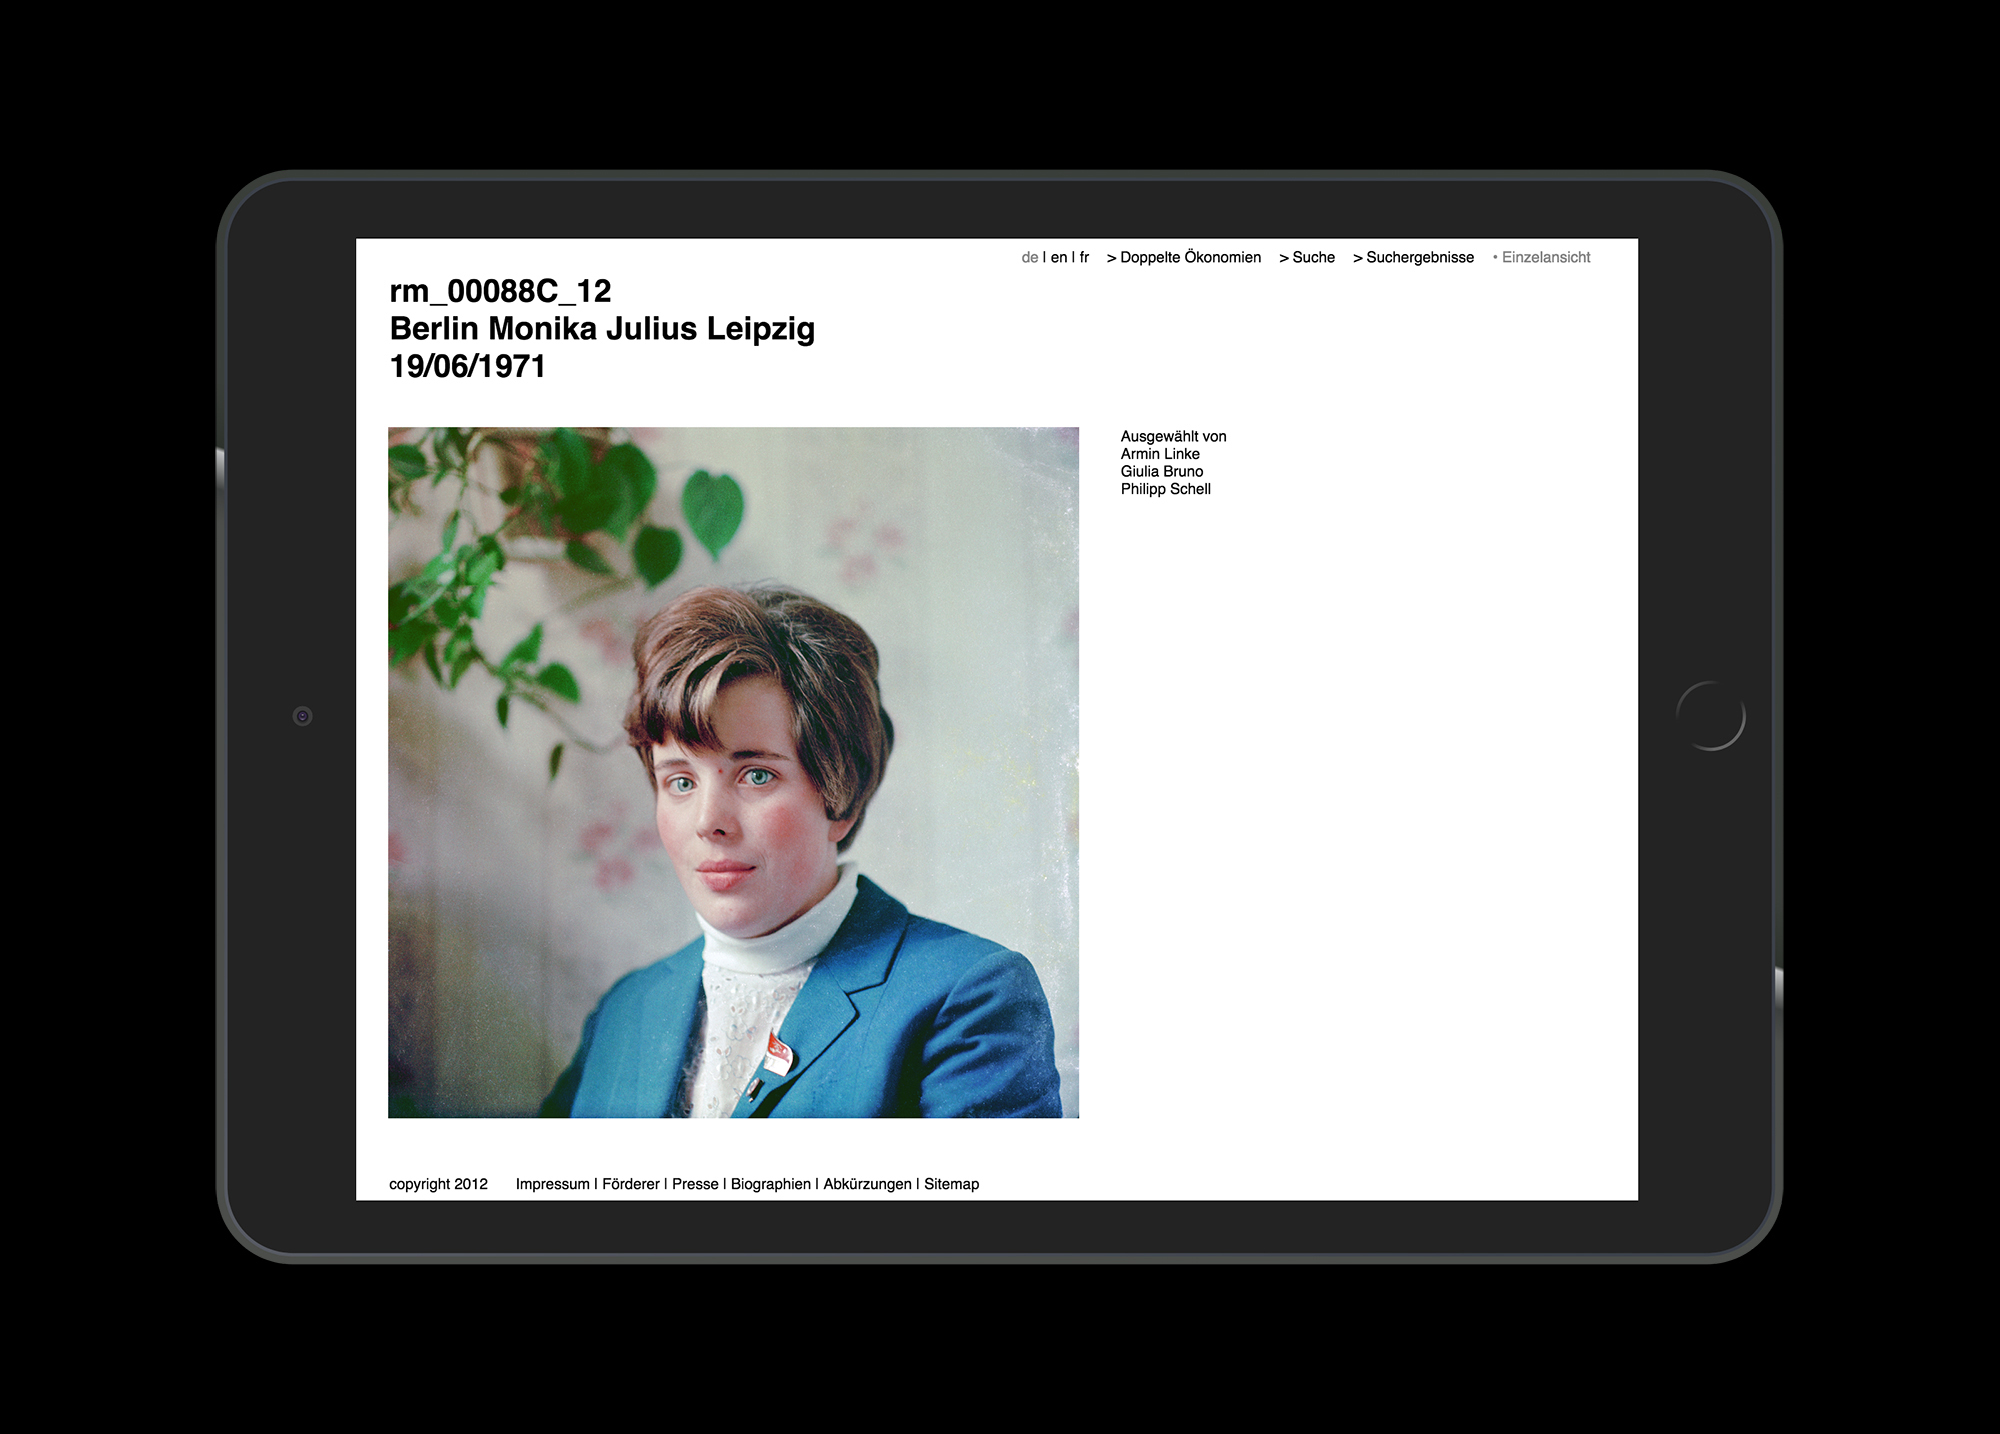 de | en | fr > Doppelte Ökonomien > Suche > Suchergebnisse • Einzelansicht
rm_00088C_12
Berlin Monika Julius Leipzig
19/06/1971
Ausgewählt von
Armin Linke
Giulia Bruno
Philipp Schell
copyright 2012 Impressum | Förderer | Presse | Biographien | Abkürzungen | Sitemap